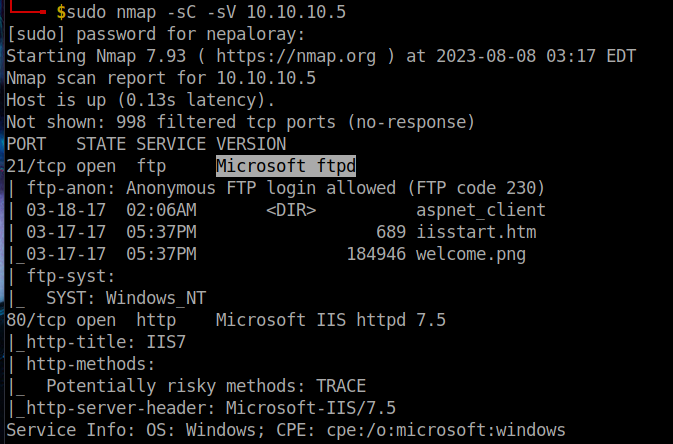 $sudo nmap -sC -sV 10.10.10.5
[sudo] password for nepaloray:
Starting Nmap 7.93 ( https://nmap.org ) at 2023-08-08 03:17 EDT
Nmap scan report for 10.10.10.5
Host is up (0.13s latency).
Not shown: 998 filtered tcp ports (no-response)
PORT   STATE SERVICE VERSION
21/tcp open  ftp     Microsoft ftpd
| ftp-anon: Anonymous FTP login allowed (FTP code 230)
| 03-18-17  02:06AM       <DIR>          aspnet_client
| 03-17-17  05:37PM                  689 iisstart.htm
|_03-17-17  05:37PM               184946 welcome.png
| ftp-syst:
|_  SYST: Windows_NT
80/tcp open  http    Microsoft IIS httpd 7.5
|_http-title: IIS7
| http-methods:
|_  Potentially risky methods: TRACE
|_http-server-header: Microsoft-IIS/7.5
Service Info: OS: Windows; CPE: cpe:/o:microsoft:windows